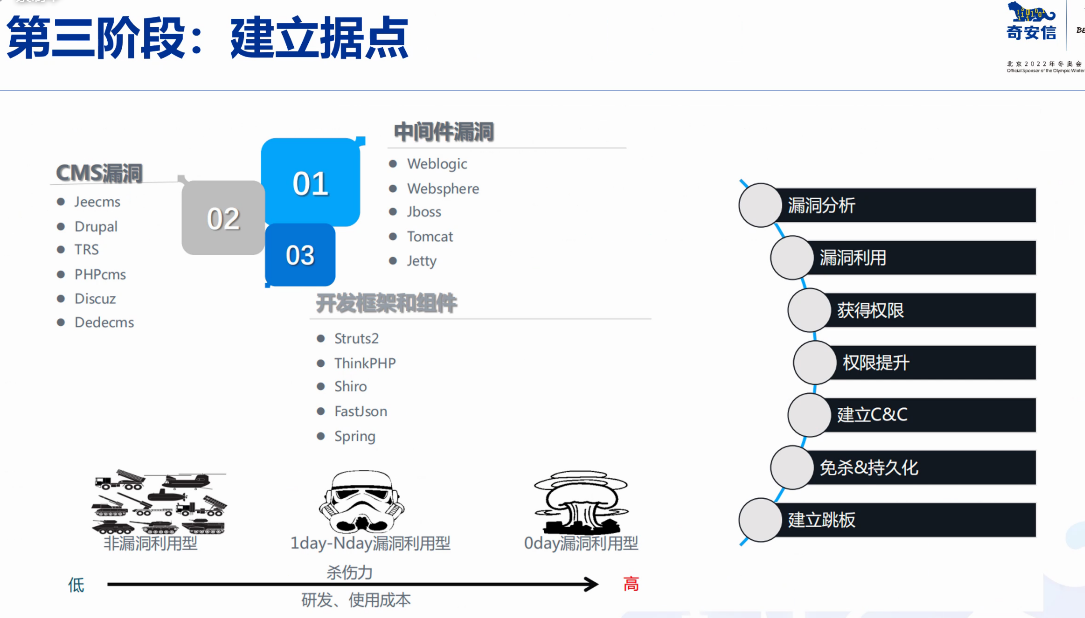 第三阶段：建立据点
奇安信
北京2022年冬奥会
Official Sponsor of the Olympic Winter
中间件漏洞
Weblogic
Websphere
Jboss
Tomcat
Jetty
CMS漏洞
Jeecms
Drupal
TRS
PHPcms
Discuz
Dedecms
01
02
03
开发框架和组件
Struts2
ThinkPHP
Shiro
FastJson
Spring
漏洞分析
漏洞利用
获得权限
权限提升
建立C&C
免杀&持久化
建立跳板
非漏洞利用型
1day-Nday漏洞利用型
0day漏洞利用型
杀伤力
低
高
研发、使用成本